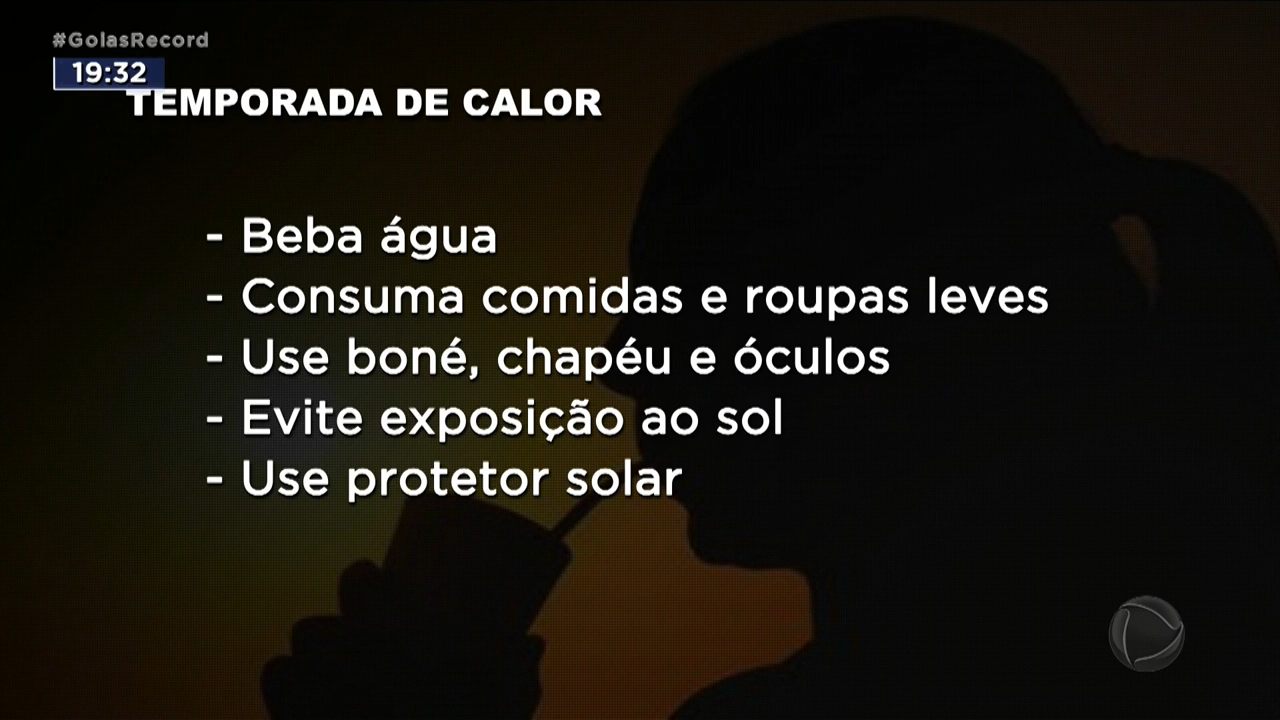 #GoiasRecord
19:32
TEMPORADA DE CALOR
- Beba água
- Consuma comidas e roupas leves
- Use boné, chapéu e óculos
- Evite exposição ao sol
- Use protetor solar